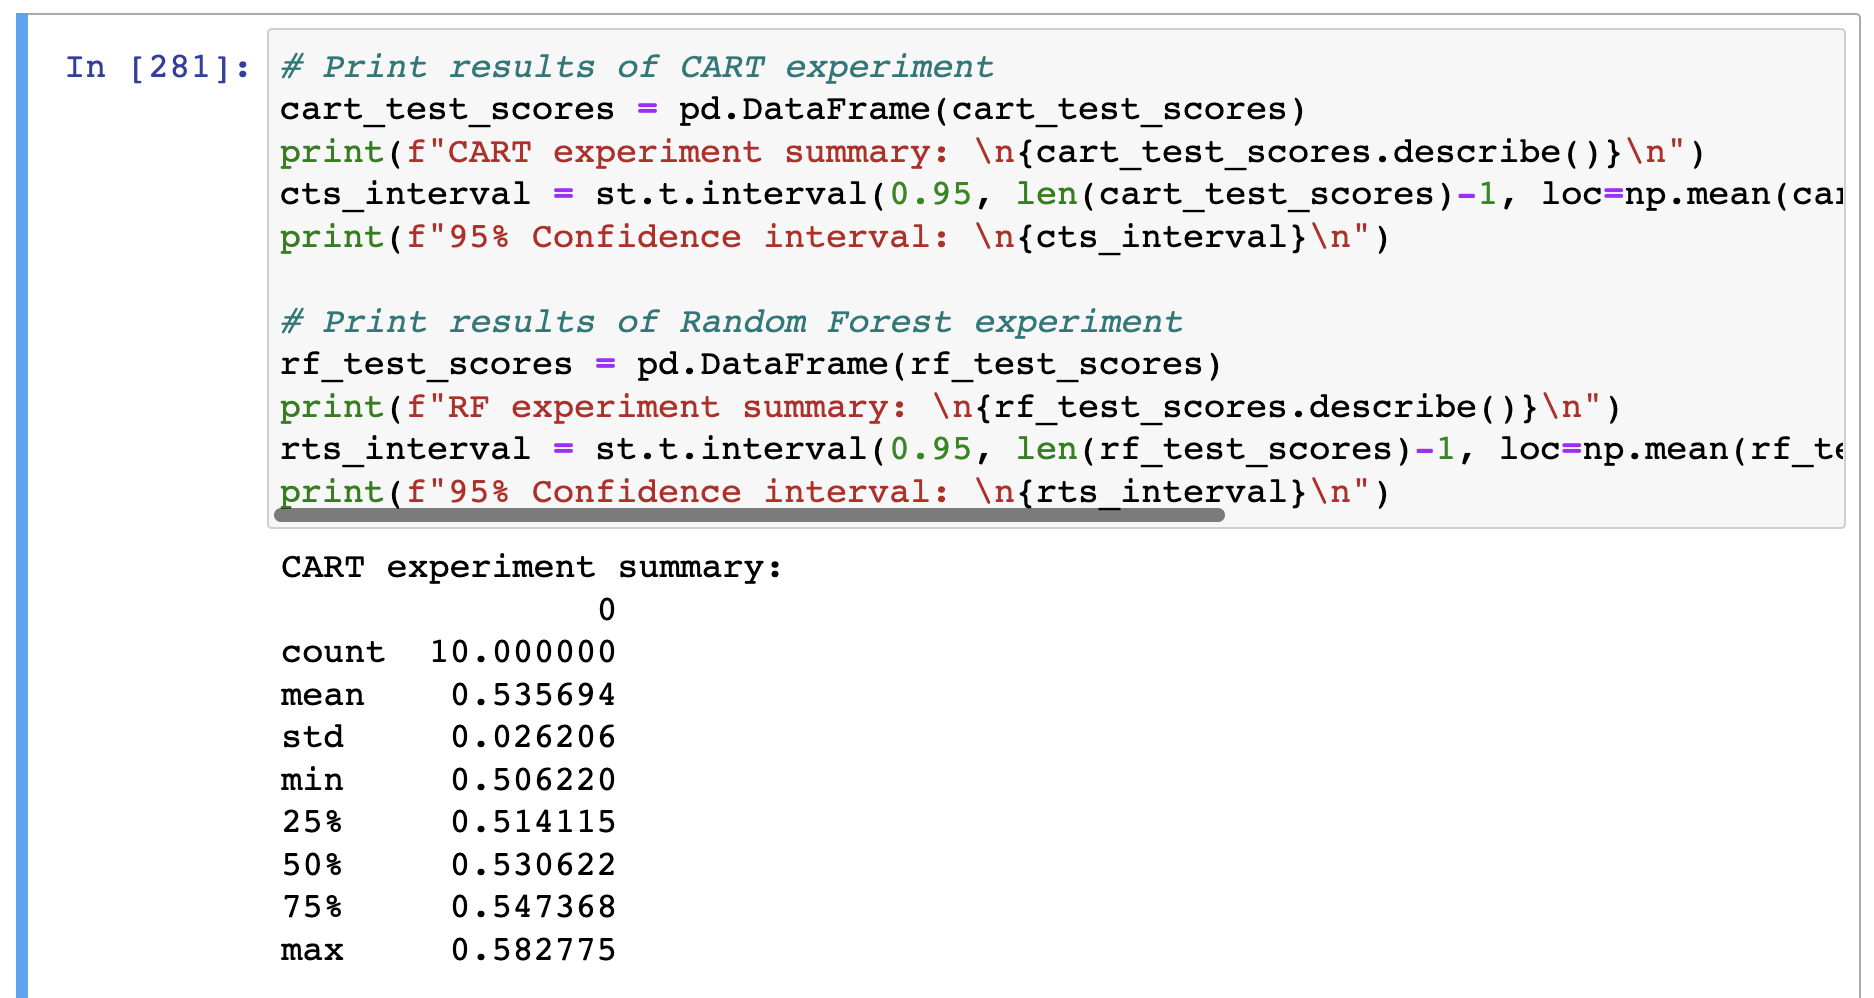 In [281]:
# Print results of CART experiment
cart_test_scores = pd.DataFrame(cart_test_scores)
print(f"CART experiment summary: \n{cart_test_scores.describe()}\n")
cts_interval = st.t.interval(0.95, len(cart_test_scores)-1, loc=np.mean(car
print(f"95% Confidence interval: \n{cts_interval}\n")
# Print results of Random Forest experiment
rf_test_scores = pd.DataFrame(rf_test_scores)
print(f"RF experiment summary: \n{rf_test_scores.describe()}\n")
rts_interval = st.t.interval(0.95, len(rf_test_scores)-1, loc=np.mean(rf_te
print(f"95% Confidence interval: \n{rts_interval}\n")
CART experiment summary:
0
count 10.000000
mean 0.535694
std 0.026206
min 0.506220
25% 0.514115
50% 0.530622
75% 0.547368
max 0.582775